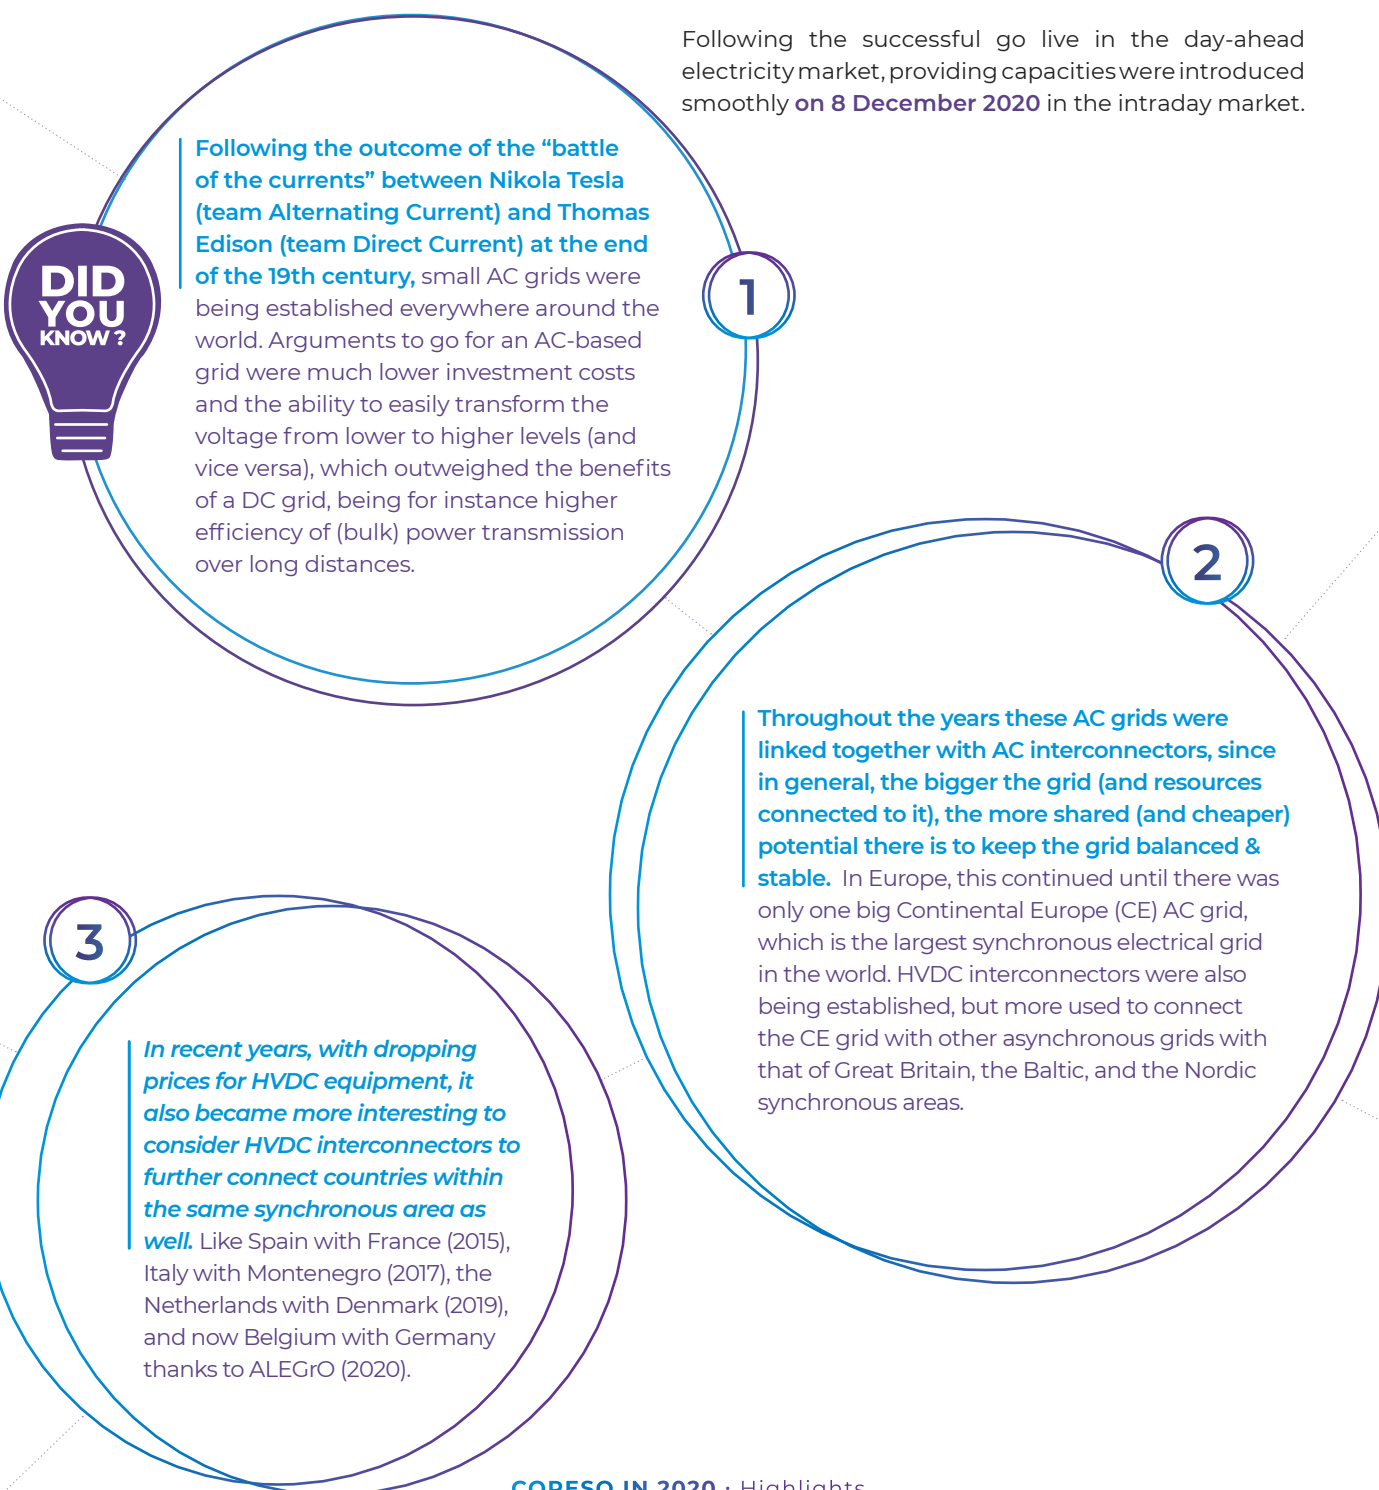 Following the successful go live in the day-ahead
electricity market, providing capacities were introduced
smoothly on 8 December 2020 in the intraday market.
DID
YOU
KNOW ?
1
Following the outcome of the “battle
of the currents” between Nikola Tesla
(team Alternating Current) and Thomas
Edison (team Direct Current) at the end
of the 19th century, small AC grids were
being established everywhere around the
world. Arguments to go for an AC-based
grid were much lower investment costs
and the ability to easily transform the
voltage from lower to higher levels (and
vice versa), which outweighed the benefits
of a DC grid, being for instance higher
efficiency of (bulk) power transmission
over long distances.
2
Throughout the years these AC grids were
linked together with AC interconnectors, since
in general, the bigger the grid (and resources
connected to it), the more shared (and cheaper)
potential there is to keep the grid balanced &
stable. In Europe, this continued until there was
only one big Continental Europe (CE) AC grid,
which is the largest synchronous electrical grid
in the world. HVDC interconnectors were also
being established, but more used to connect
the CE grid with other asynchronous grids with
that of Great Britain, the Baltic, and the Nordic
synchronous areas.
3
In recent years, with dropping
prices for HVDC equipment, it
also became more interesting to
consider HVDC interconnectors to
further connect countries within
the same synchronous area as
well. Like Spain with France (2015),
Italy with Montenegro (2017), the
Netherlands with Denmark (2019),
and now Belgium with Germany
thanks to ALEGrO (2020).
CORESO IN 2020 · Highlights